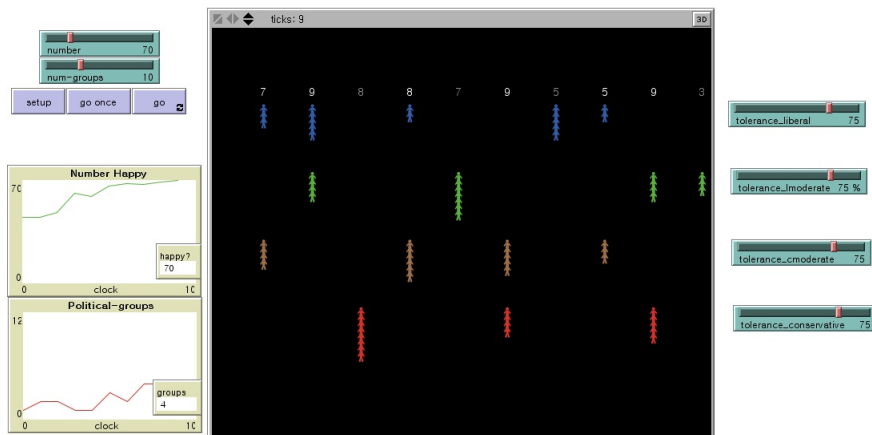 ticks: 9
3D
number 70
num-groups 10
setup go once go
7 9 8 8 7 9 5 5 9 3
tolerance_liberal 75
tolerance_lmoderate 75 %
tolerance_cmoderate 75
tolerance_conservative 75
Number Happy
70
0
happy?
70
0 clock 10
Political-groups
12
0
groups
4
0 clock 10